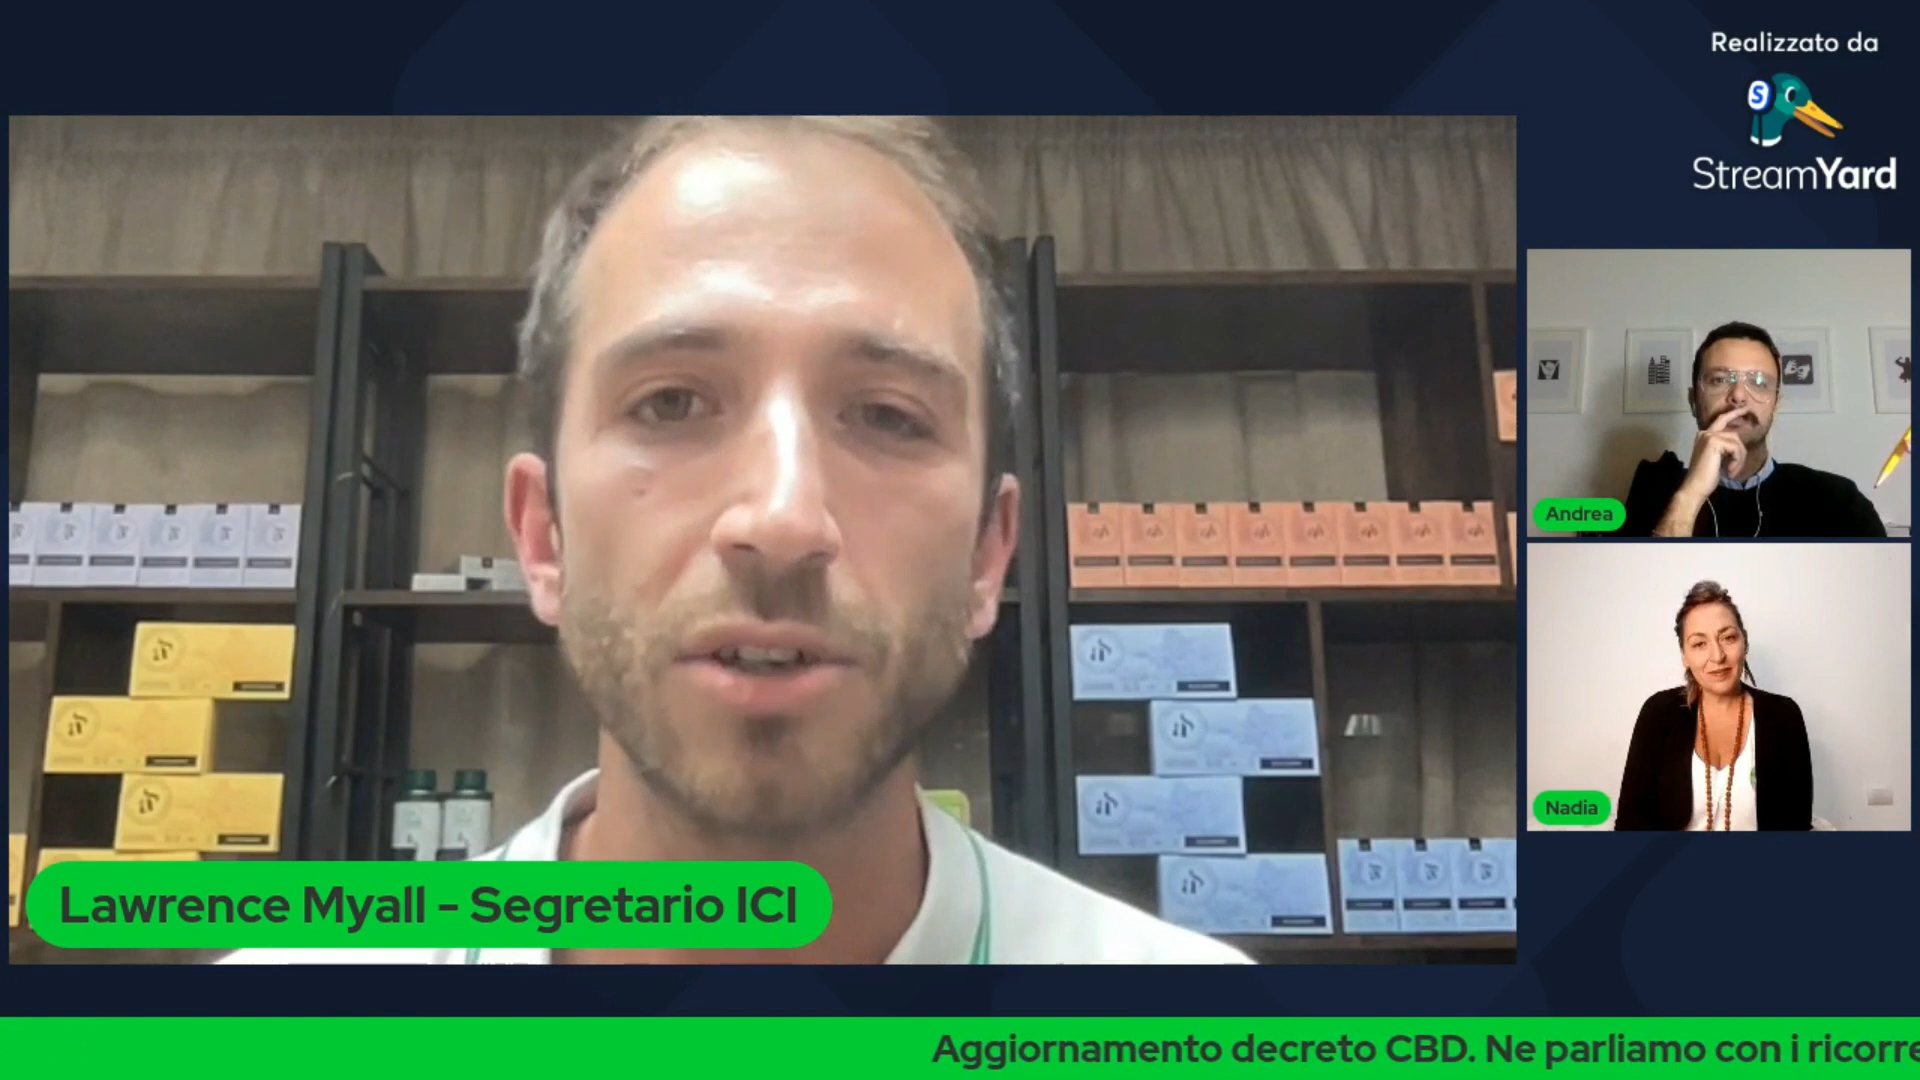 Realizzato da
StreamYard
Andrea
Nadia
Lawrence Myall - Segretario ICI
Aggiornamento decreto CBD. Ne parliamo con i ricorre